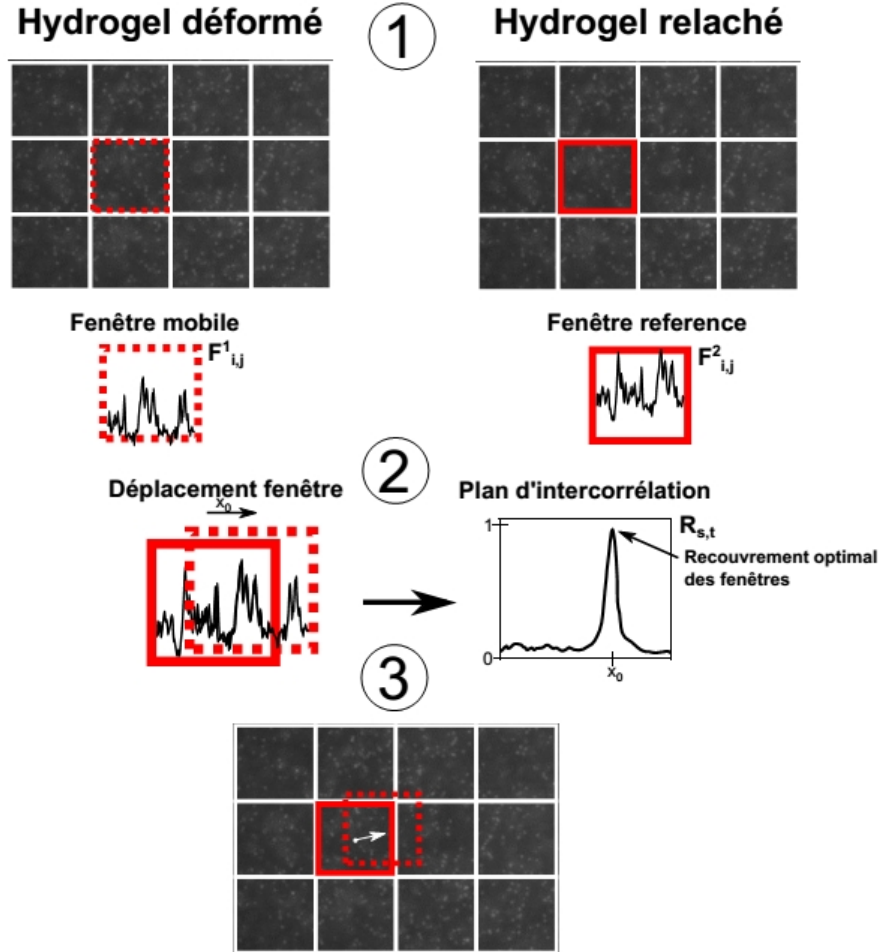 Hydrogel déformé
1
Hydrogel relaché
Fenêtre mobile
F¹i,j
Fenêtre reference
F²i,j
2
Déplacement fenêtre
x₀
Plan d'intercorrélation
1
Rs,t
Recouvrement optimal
des fenêtres
0
x₀
3